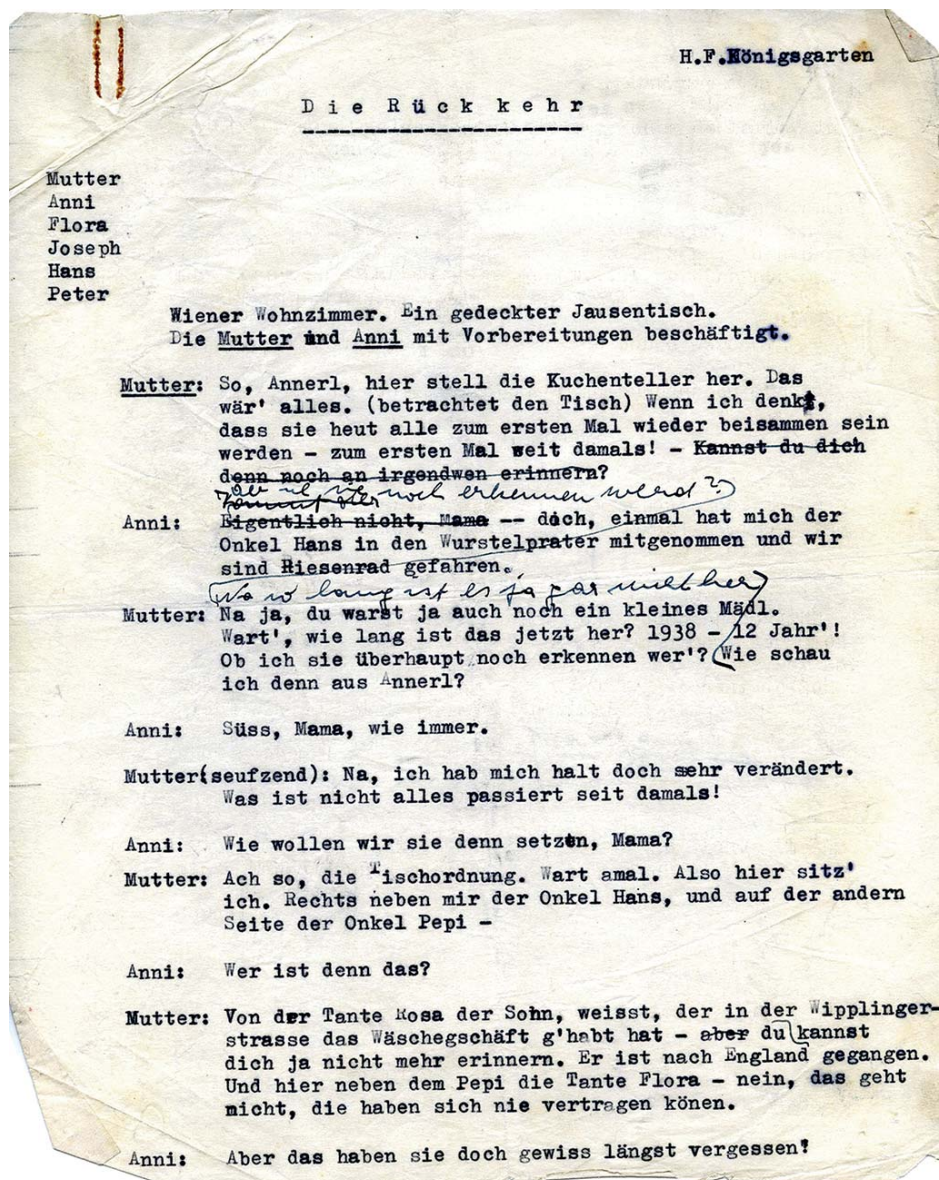 H.F.Königsgarten
Die Rückkehr
Mutter
Anni
Flora
Joseph
Hans
Peter
Wiener Wohnzimmer. Ein gedeckter Jausentisch.
Die Mutter und Anni mit Vorbereitungen beschäftigt.
Mutter: So, Annerl, hier stell die Kuchenteller her. Das
wär' alles. (betrachtet den Tisch) Wenn ich denk,
dass sie heut alle zum ersten Mal wieder beisammen sein
werden - zum ersten Mal weit damals! - Kannst du dich
denn noch an irgendwen erinnern?
ob ich sie noch erkennen werd?
Anni: Eigentlich nicht, Mama -- doch, einmal hat mich der
Onkel Hans in den Wurstelprater mitgenommen und wir
sind Riesenrad gefahren.
(Na so lang ist es ja gar nicht her)
Mutter: Na ja, du warst ja auch noch ein kleines Mädl.
Wart', wie lang ist das jetzt her? 1938 - 12 Jahr'!
Ob ich sie überhaupt noch erkennen wer'? Wie schau
ich denn aus Annerl?
Anni: Süss, Mama, wie immer.
Mutter(seufzend): Na, ich hab mich halt doch sehr verändert.
Was ist nicht alles passiert seit damals!
Anni: Wie wollen wir sie denn setzen, Mama?
Mutter: Ach so, die Tischordnung. Wart amal. Also hier sitz'
ich. Rechts neben mir der Onkel Hans, und auf der andern
Seite der Onkel Pepi -
Anni: Wer ist denn das?
Mutter: Von der Tante Rosa der Sohn, weisst, der in der Wipplinger-
strasse das Wäschegschäft g'habt hat - aber du kannst
dich ja nicht mehr erinnern. Er ist nach England gegangen.
Und hier neben dem Pepi die Tante Flora - nein, das geht
micht, die haben sich nie vertragen könen.
Anni: Aber das haben sie doch gewiss längst vergessen?